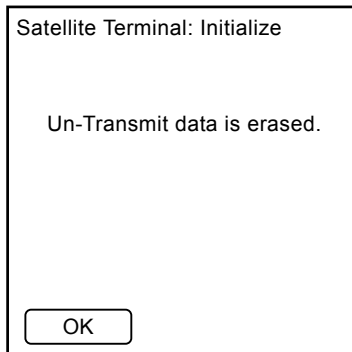 Satellite Terminal: Initialize
Un-Transmit data is erased.
OK